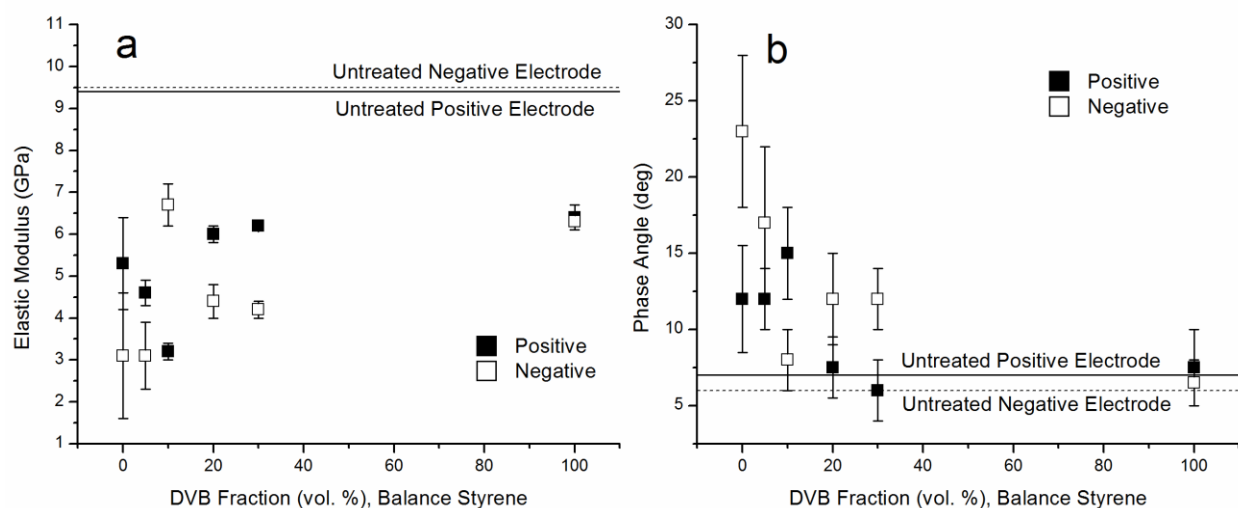 a
Elastic Modulus (GPa)
11
10
9
8
7
6
5
4
3
2
1
Untreated Negative Electrode
Untreated Positive Electrode
Positive
Negative
0
20
40
60
80
100
DVB Fraction (vol. %), Balance Styrene
b
Phase Angle (deg)
30
25
20
15
10
5
Positive
Negative
Untreated Positive Electrode
Untreated Negative Electrode
0
20
40
60
80
100
DVB Fraction (vol. %), Balance Styrene